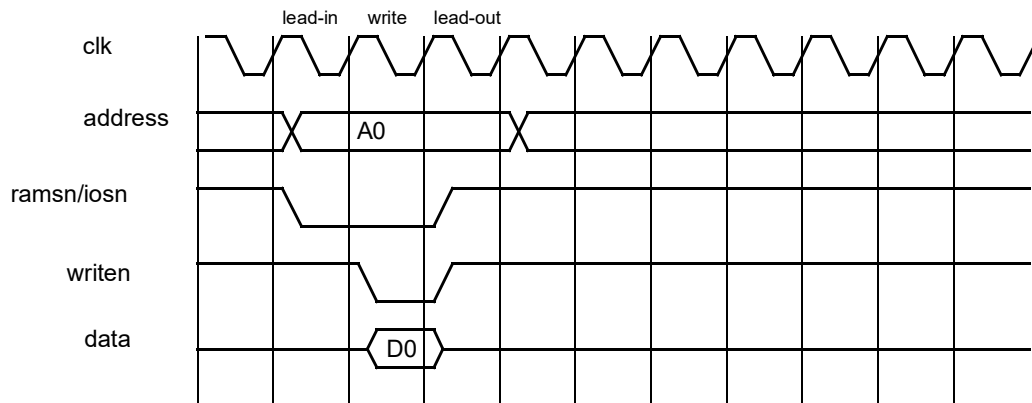 lead-in write lead-out
clk
address A0
ramsn/iosn
writen
data D0